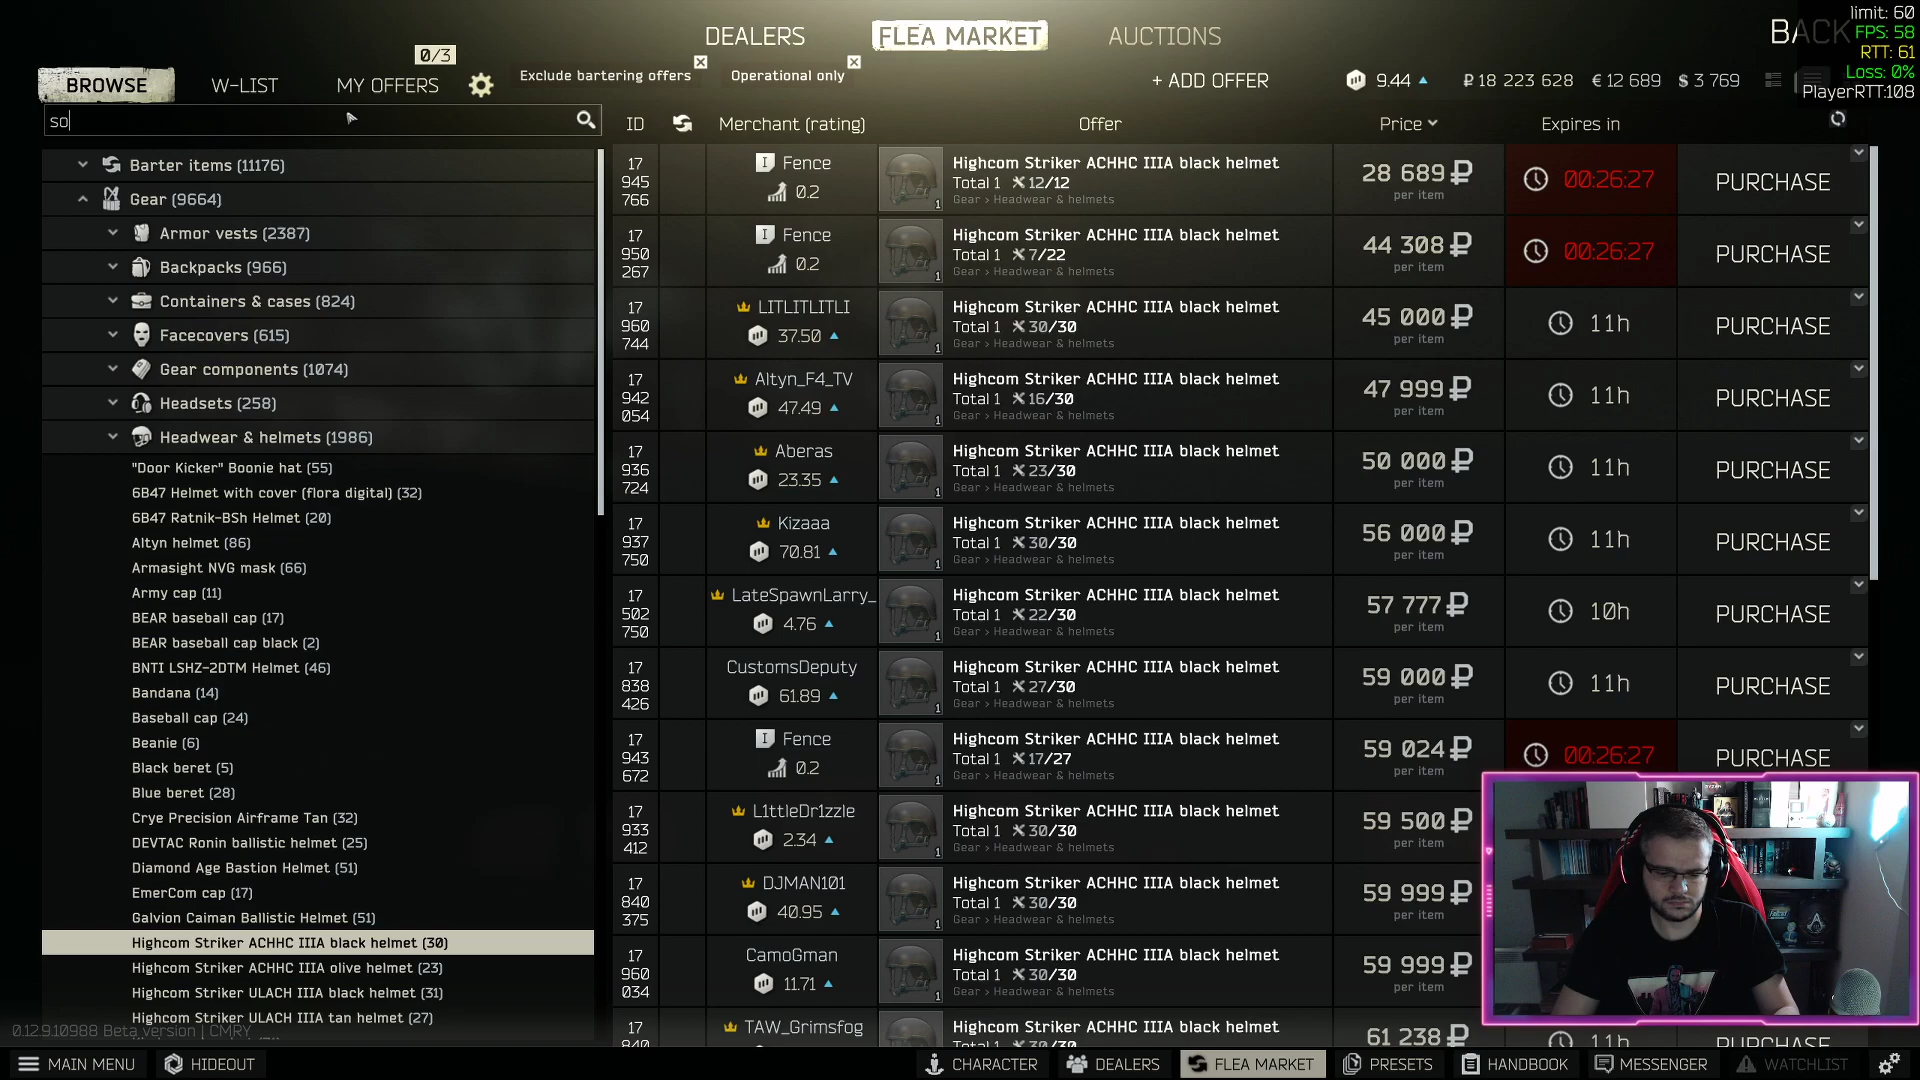 DEALERS
FLEA MARKET
AUCTIONS
BACK
limit: 60
FPS: 58
RTT: 61
Loss: 0%
PlayerRTT:108
BROWSE
W-LIST
0/3
MY OFFERS
Exclude bartering offers
Operational only
+ ADD OFFER
9.44
₽ 18 223 628
€ 12 689
$ 3 769
so
ID
Merchant (rating)
Offer
Price
Expires in
Barter items (11176)
Gear (9664)
Armor vests (2387)
Backpacks (966)
Containers & cases (824)
Facecovers (615)
Gear components (1074)
Headsets (258)
Headwear & helmets (1986)
"Door Kicker" Boonie hat (55)
6B47 Helmet with cover (flora digital) (32)
6B47 Ratnik-BSh Helmet (20)
Altyn helmet (86)
Armasight NVG mask (66)
Army cap (11)
BEAR baseball cap (17)
BEAR baseball cap black (2)
BNTI LSHZ-2DTM Helmet (46)
Bandana (14)
Baseball cap (24)
Beanie (6)
Black beret (5)
Blue beret (28)
Crye Precision Airframe Tan (32)
DEVTAC Ronin ballistic helmet (25)
Diamond Age Bastion Helmet (51)
EmerCom cap (17)
Galvion Caiman Ballistic Helmet (51)
Highcom Striker ACHHC IIIA black helmet (30)
Highcom Striker ACHHC IIIA olive helmet (23)
Highcom Striker ULACH IIIA black helmet (31)
Highcom Striker ULACH IIIA tan helmet (27)
17
945
766
Fence
0.2
1
Highcom Striker ACHHC IIIA black helmet
Total 1 12/12
Gear > Headwear & helmets
28 689 ₽
per item
00:26:27
PURCHASE
17
950
267
Fence
0.2
1
Highcom Striker ACHHC IIIA black helmet
Total 1 7/22
Gear > Headwear & helmets
44 308 ₽
per item
00:26:27
PURCHASE
17
960
744
LITLITLITLI
37.50
1
Highcom Striker ACHHC IIIA black helmet
Total 1 30/30
Gear > Headwear & helmets
45 000 ₽
per item
11h
PURCHASE
17
942
054
Altyn_F4_TV
47.49
1
Highcom Striker ACHHC IIIA black helmet
Total 1 16/30
Gear > Headwear & helmets
47 999 ₽
per item
11h
PURCHASE
17
936
724
Aberas
23.35
1
Highcom Striker ACHHC IIIA black helmet
Total 1 23/30
Gear > Headwear & helmets
50 000 ₽
per item
11h
PURCHASE
17
937
750
Kizaaa
70.81
1
Highcom Striker ACHHC IIIA black helmet
Total 1 30/30
Gear > Headwear & helmets
56 000 ₽
per item
11h
PURCHASE
17
502
750
LateSpawnLarry_
4.76
1
Highcom Striker ACHHC IIIA black helmet
Total 1 22/30
Gear > Headwear & helmets
57 777 ₽
per item
10h
PURCHASE
17
838
426
CustomsDeputy
61.89
1
Highcom Striker ACHHC IIIA black helmet
Total 1 27/30
Gear > Headwear & helmets
59 000 ₽
per item
11h
PURCHASE
17
943
672
Fence
0.2
1
Highcom Striker ACHHC IIIA black helmet
Total 1 17/27
Gear > Headwear & helmets
59 024 ₽
per item
00:26:27
PURCHASE
17
933
412
L1ttleDr1zzle
2.34
1
Highcom Striker ACHHC IIIA black helmet
Total 1 30/30
Gear > Headwear & helmets
59 500 ₽
per item
17
840
375
DJMAN101
40.95
1
Highcom Striker ACHHC IIIA black helmet
Total 1 30/30
Gear > Headwear & helmets
59 999 ₽
per item
17
960
034
CamoGman
11.71
1
Highcom Striker ACHHC IIIA black helmet
Total 1 30/30
Gear > Headwear & helmets
59 999 ₽
per item
17
840
TAW_Grimsfog
Highcom Striker ACHHC IIIA black helmet
Total 1 30/30
61 238 ₽
11h
0.12.9.10988 Beta version | CMRY
MAIN MENU
HIDEOUT
CHARACTER
DEALERS
FLEA MARKET
PRESETS
HANDBOOK
MESSENGER
WATCHLIST